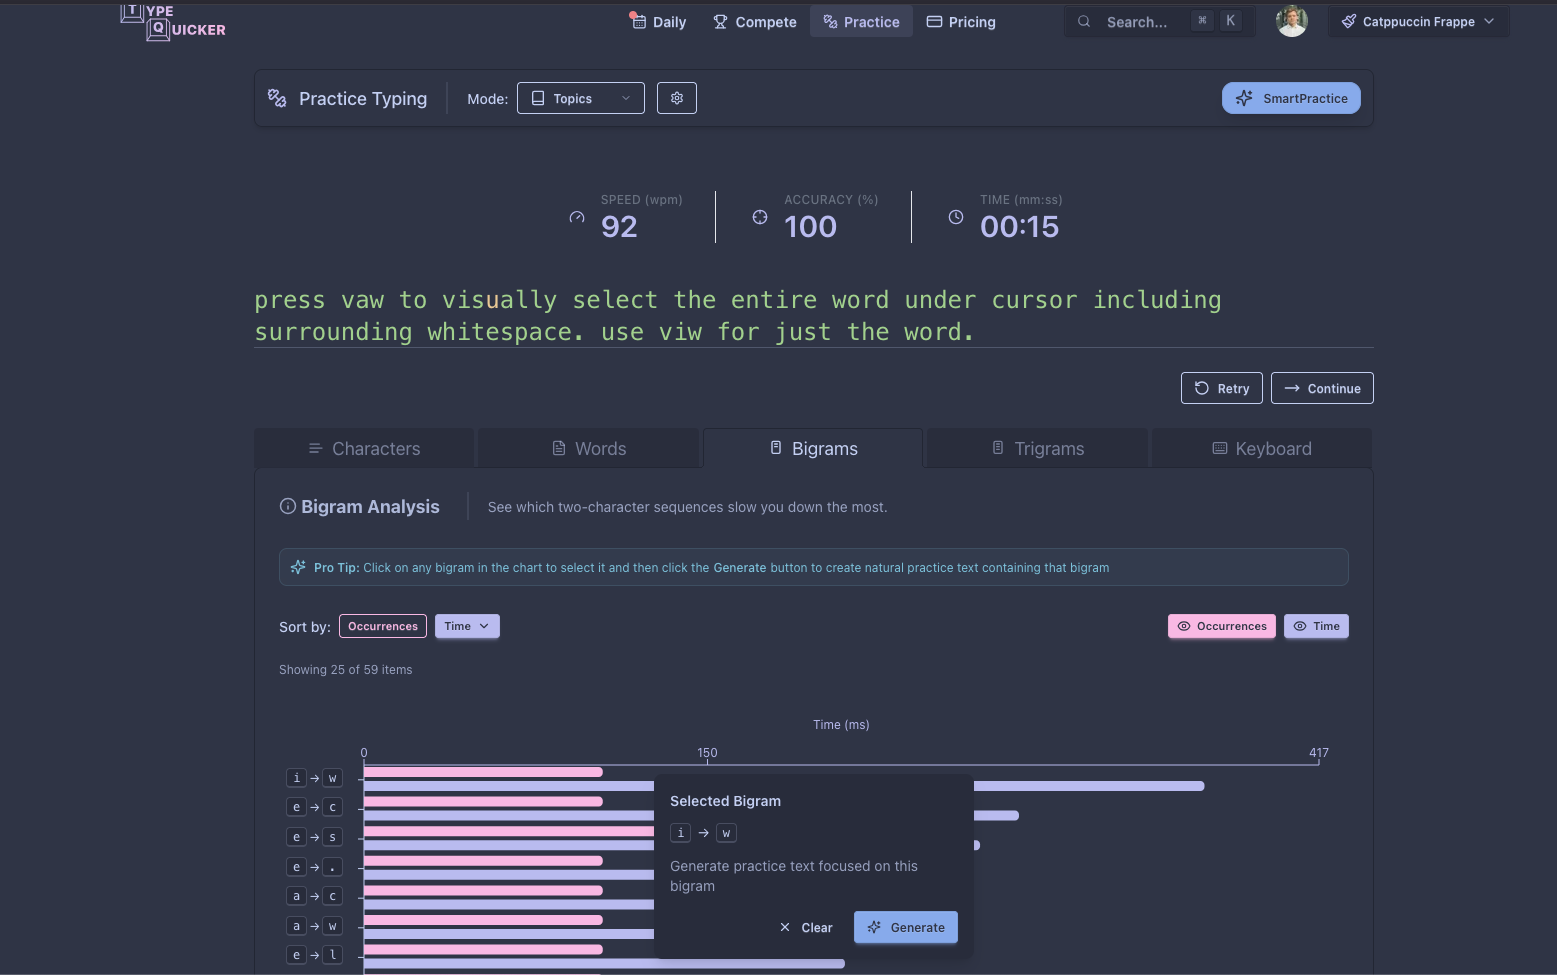 TYPE
QUICKER
Daily
Compete
Practice
Pricing
Search...
⌘ K
Catppuccin Frappe
Practice Typing
Mode:
Topics
SmartPractice
SPEED (wpm)
92
ACCURACY (%)
100
TIME (mm:ss)
00:15
press vaw to visually select the entire word under cursor including
surrounding whitespace. use viw for just the word.
Retry
Continue
Characters
Words
Bigrams
Trigrams
Keyboard
Bigram Analysis
See which two-character sequences slow you down the most.
Pro Tip: Click on any bigram in the chart to select it and then click the Generate button to create natural practice text containing that bigram
Sort by:
Occurrences
Time
Occurrences
Time
Showing 25 of 59 items
Time (ms)
0
150
417
i → w
e → c
e → s
e → .
a → c
a → w
e → l
Selected Bigram
i → w
Generate practice text focused on this
bigram
Clear
Generate